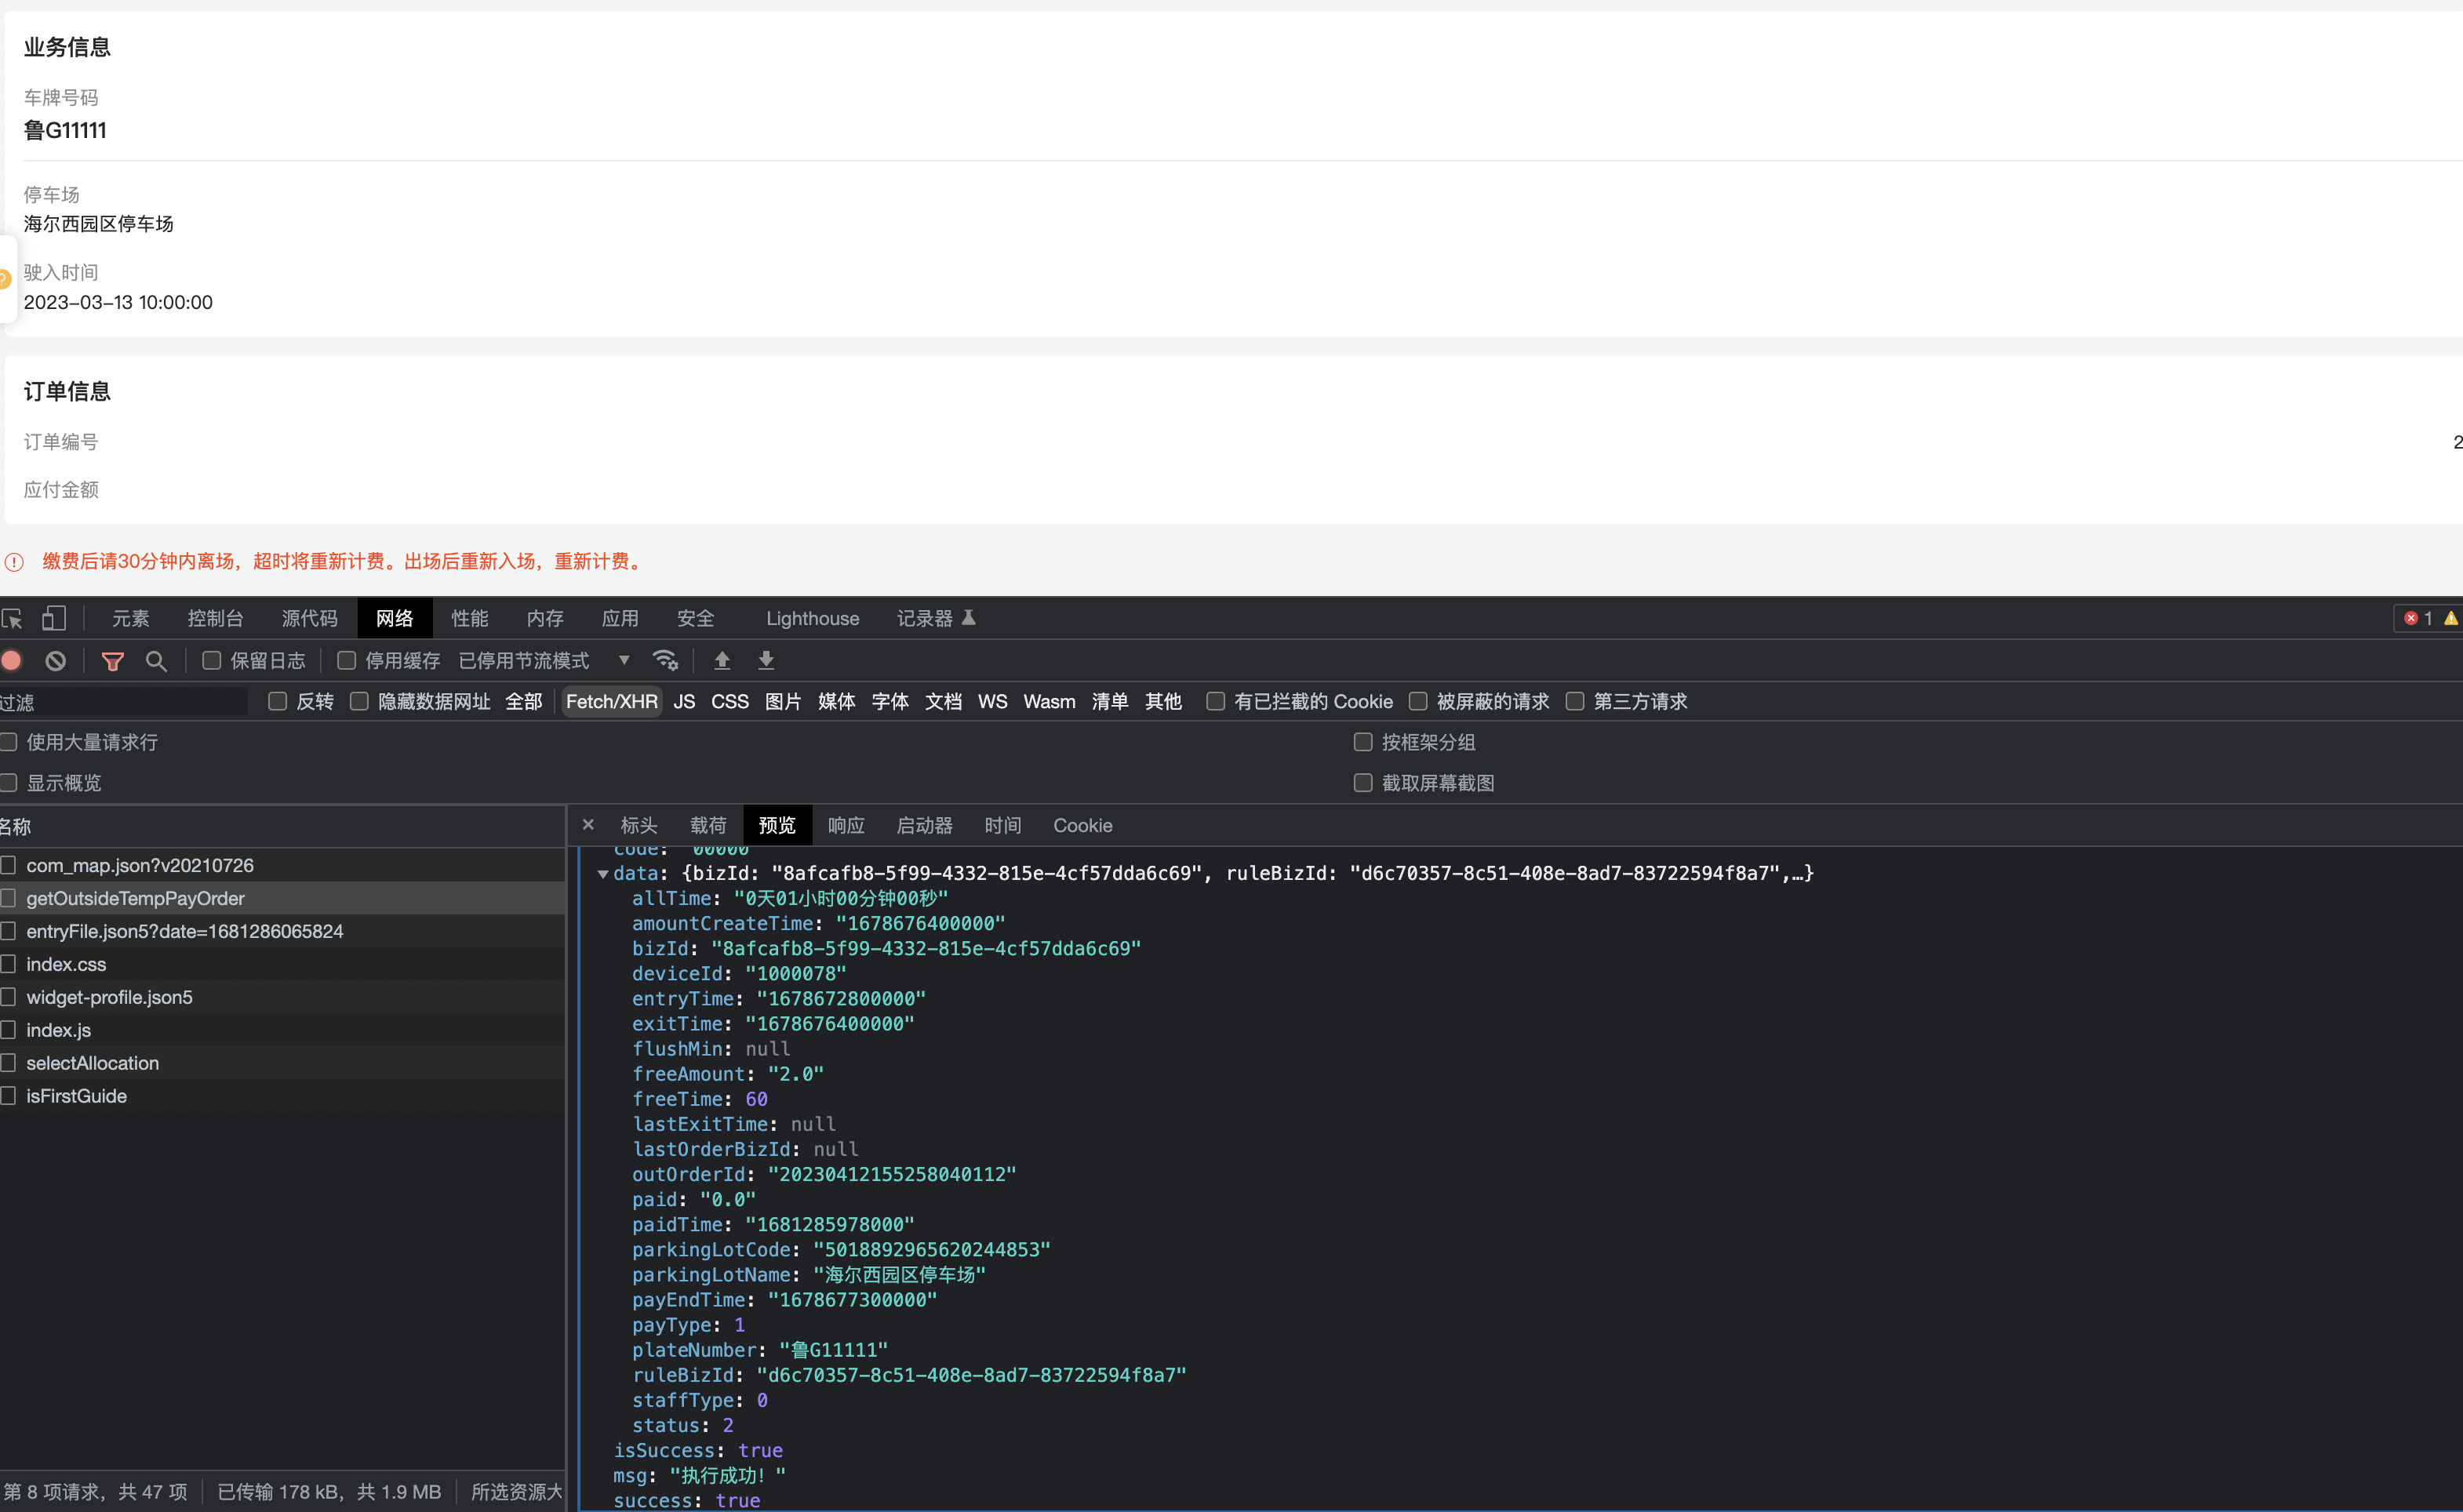 业务信息
车牌号码
鲁G11111
停车场
海尔西园区停车场
驶入时间
2023-03-13 10:00:00
订单信息
订单编号
2
应付金额
缴费后请30分钟内离场，超时将重新计费。出场后重新入场，重新计费。
元素 控制台 源代码 网络 性能 内存 应用 安全 Lighthouse 记录器 1
保留日志 停用缓存 已停用节流模式
过滤 反转 隐藏数据网址 全部 Fetch/XHR JS CSS 图片 媒体 字体 文档 WS Wasm 清单 其他 有已拦截的 Cookie 被屏蔽的请求 第三方请求
使用大量请求行 按框架分组
显示概览 截取屏幕截图
名称
com_map.json?v20210726
getOutsideTempPayOrder
entryFile.json5?date=1681286065824
index.css
widget-profile.json5
index.js
selectAllocation
isFirstGuide
第 8 项请求，共 47 项 已传输 178 kB，共 1.9 MB 所选资源大
× 标头 载荷 预览 响应 启动器 时间 Cookie
code: "00000"
data: {bizId: "8afcafb8-5f99-4332-815e-4cf57dda6c69", ruleBizId: "d6c70357-8c51-408e-8ad7-83722594f8a7",…}
allTime: "0天01小时00分钟00秒"
amountCreateTime: "1678676400000"
bizId: "8afcafb8-5f99-4332-815e-4cf57dda6c69"
deviceId: "1000078"
entryTime: "1678672800000"
exitTime: "1678676400000"
flushMin: null
freeAmount: "2.0"
freeTime: 60
lastExitTime: null
lastOrderBizId: null
outOrderId: "20230412155258040112"
paid: "0.0"
paidTime: "1681285978000"
parkingLotCode: "5018892965620244853"
parkingLotName: "海尔西园区停车场"
payEndTime: "1678677300000"
payType: 1
plateNumber: "鲁G11111"
ruleBizId: "d6c70357-8c51-408e-8ad7-83722594f8a7"
staffType: 0
status: 2
isSuccess: true
msg: "执行成功！"
success: true